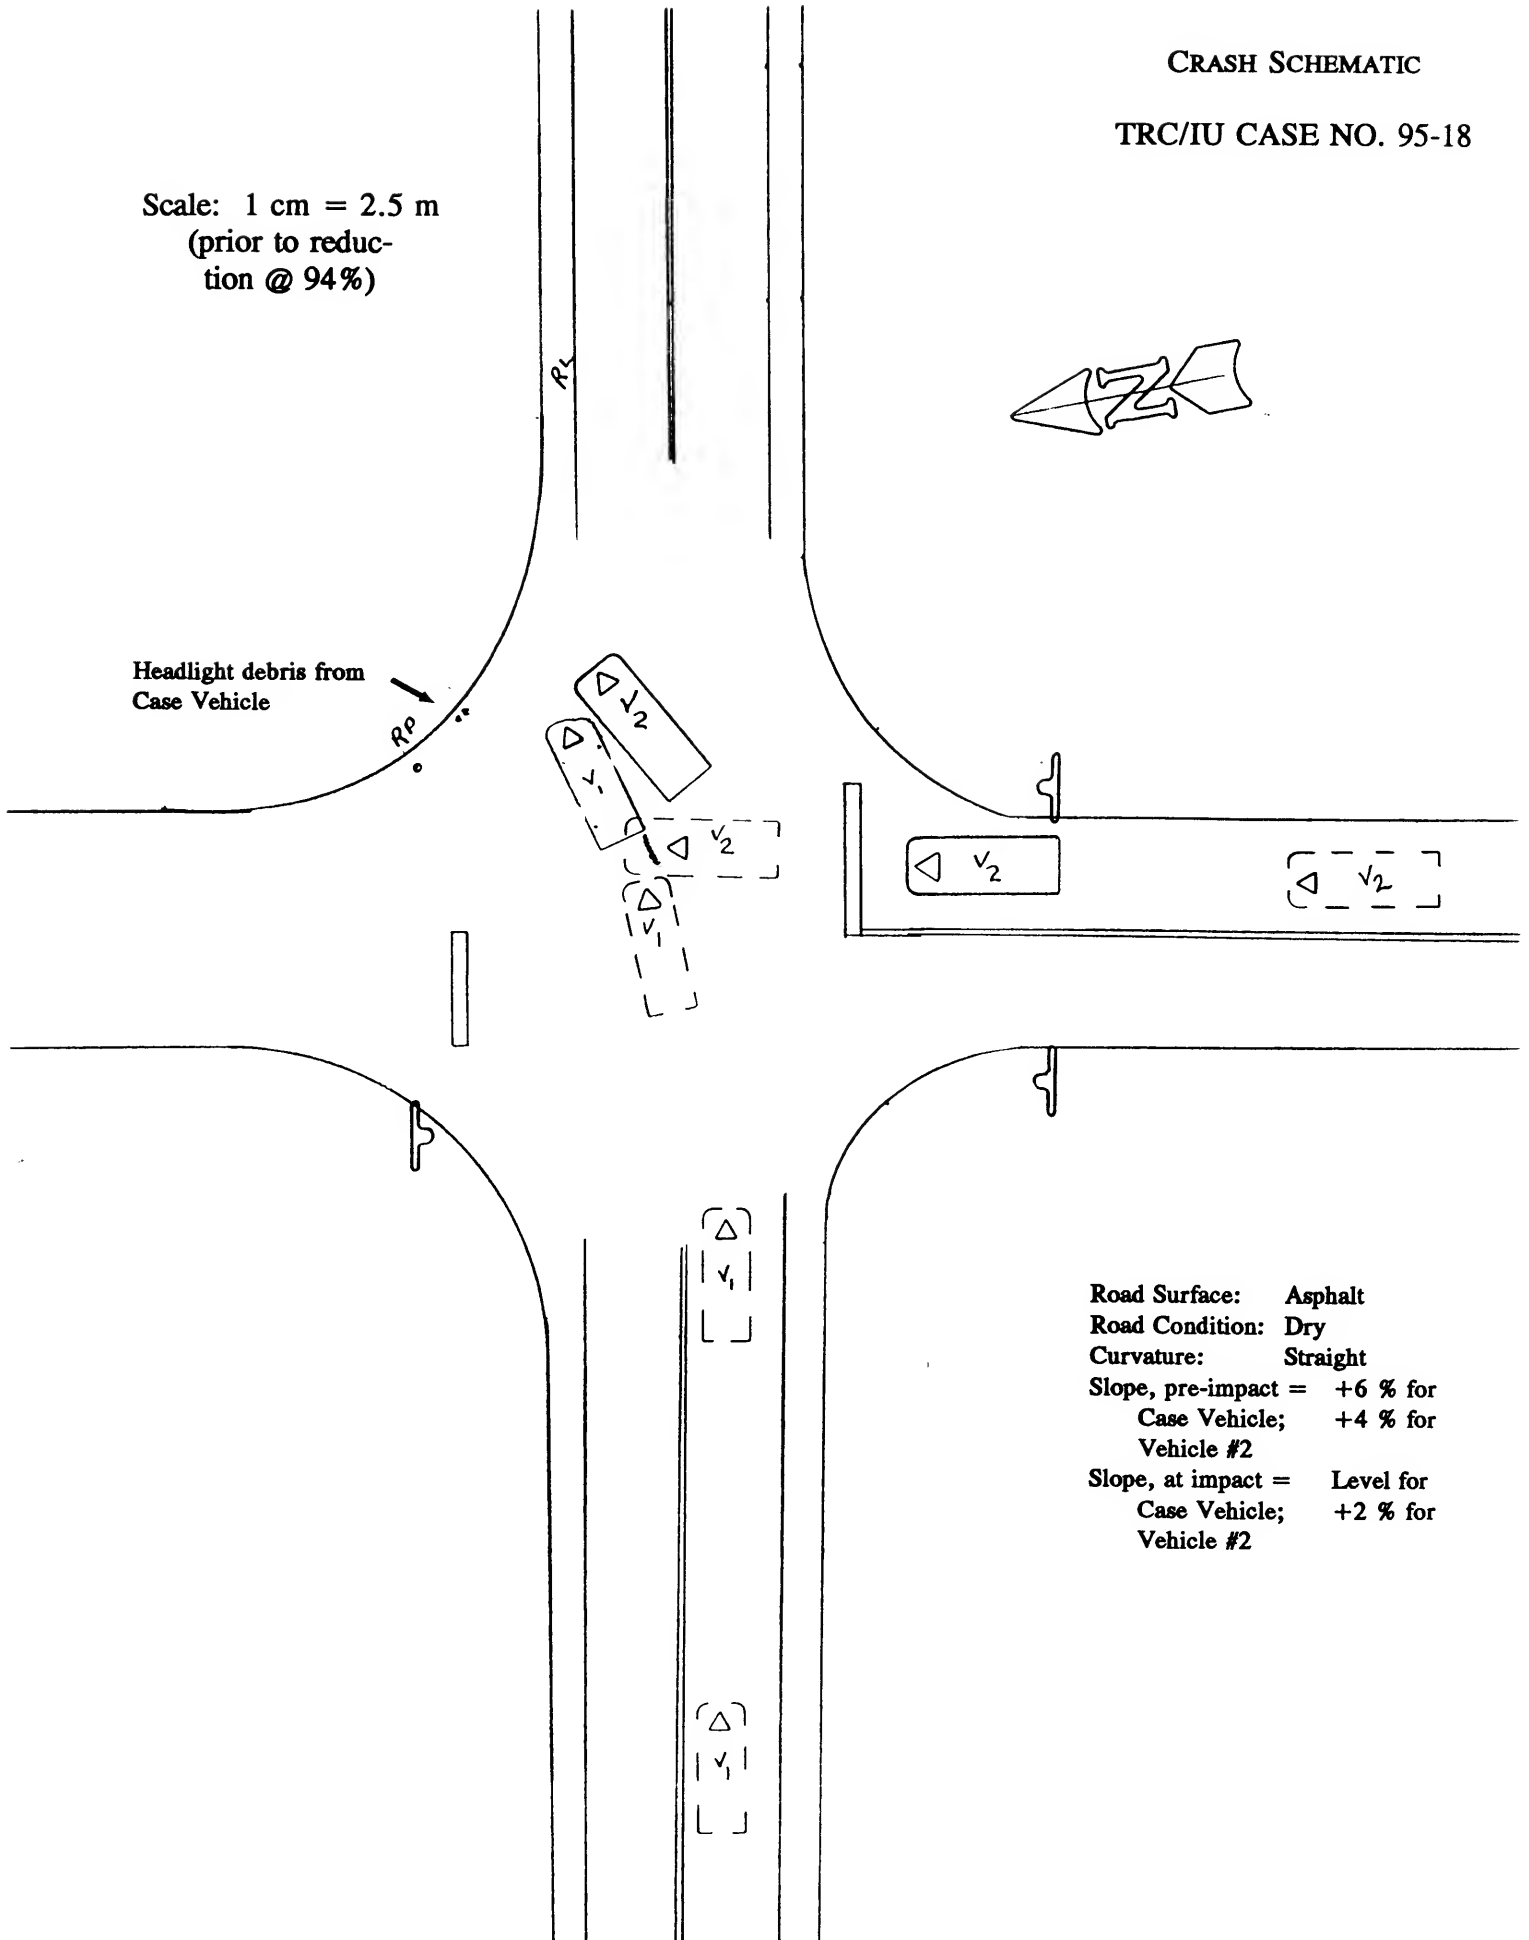 CRASH SCHEMATIC
TRC/IU CASE NO. 95-18
Scale: 1 cm = 2.5 m
(prior to reduc-
tion @ 94%)
RL
N
Headlight debris from
Case Vehicle
RP
V2
V1
V2
V2
V2
V1
V1
Road Surface: Asphalt
Road Condition: Dry
Curvature: Straight
Slope, pre-impact = +6 % for
Case Vehicle; +4 % for
Vehicle #2
Slope, at impact = Level for
Case Vehicle; +2 % for
Vehicle #2
V1